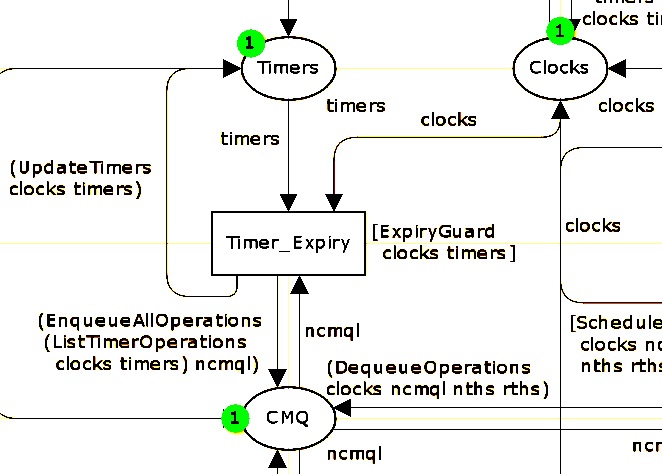 timers
clocks ti
1
1
Timers
Clocks
timers
clocks
clocks
timers
(UpdateTimers
clocks timers)
clocks
Timer_Expiry
[ExpiryGuard
clocks timers]
(EnqueueAllOperations
(ListTimerOperations
clocks timers) ncmql)
ncmql
[Schedule
clocks nc
nths rths
(DequeueOperations
clocks ncmql nths rths)
1
CMQ
ncmql
ncr